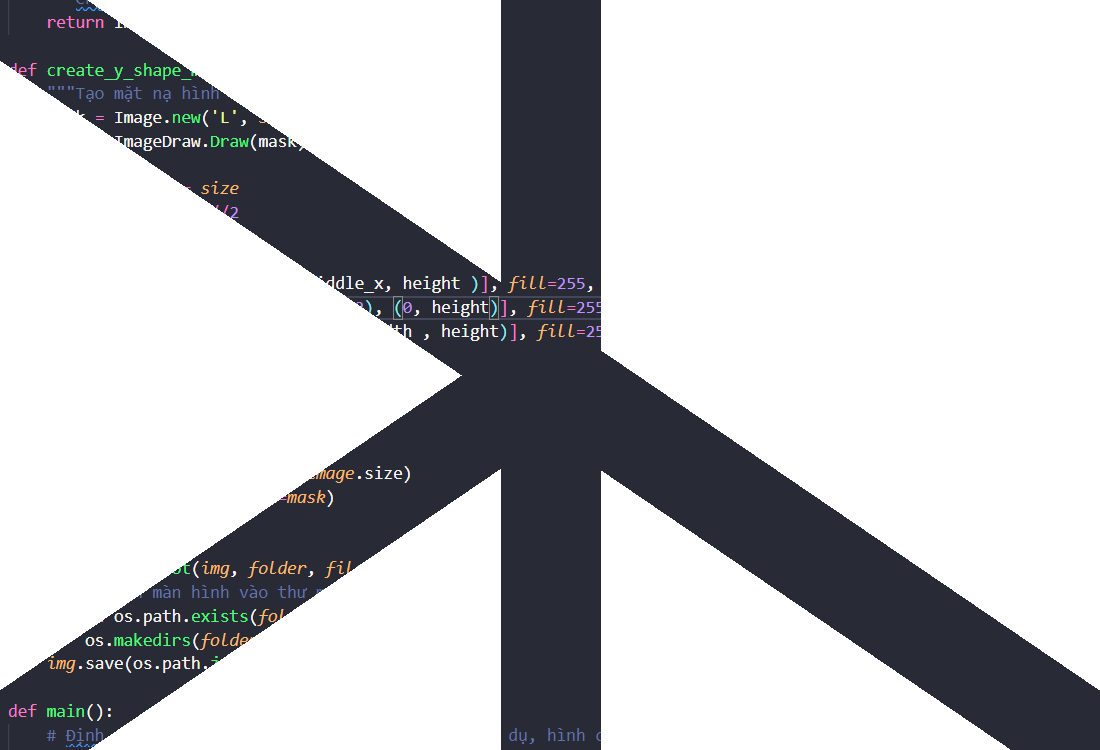 return
def create_y_shape_
"""Tạo mặt nạ hình
= Image.new('L',
ImageDraw.Draw(mask)
size
//2
iddle_x, height )], fill=255,
), (0, height)], fill=255
th , height)], fill=25
image.size)
=mask)
ot(img, folder, fil
màn hình vào thư
os.path.exists(fol
os.makedirs(folde
img.save(os.path.j
def main():
# Định dụ, hình